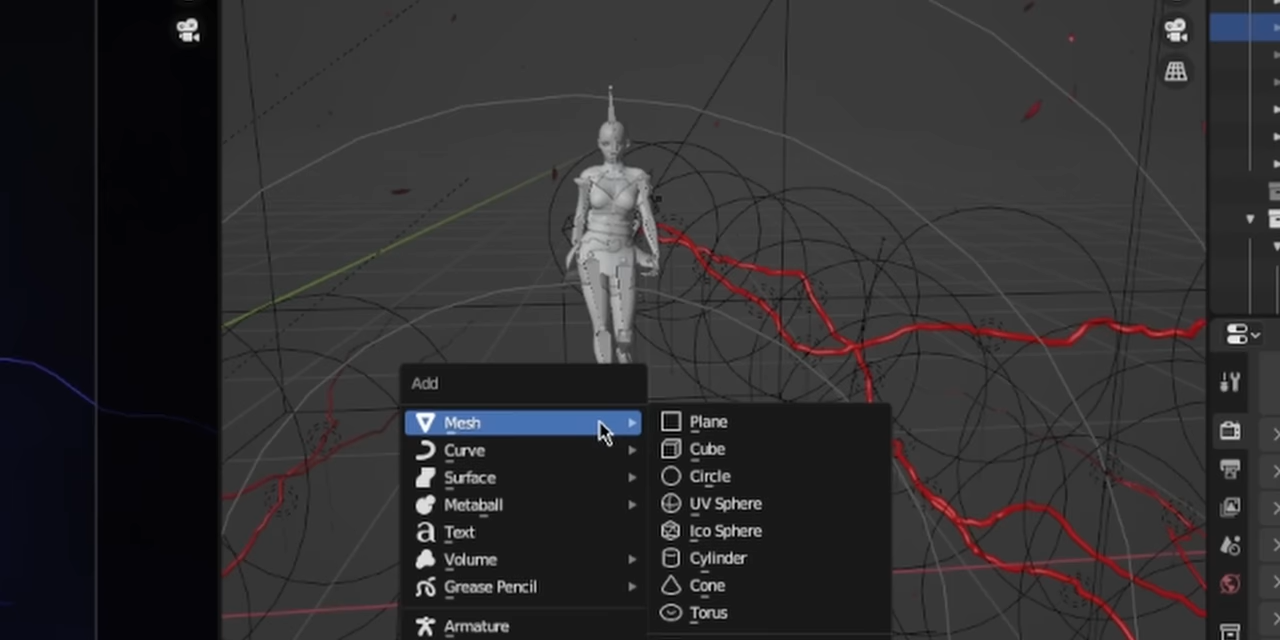 Add
Mesh
Curve
Surface
Metaball
Text
Volume
Grease Pencil
Armature
Plane
Cube
Circle
UV Sphere
Ico Sphere
Cylinder
Cone
Torus